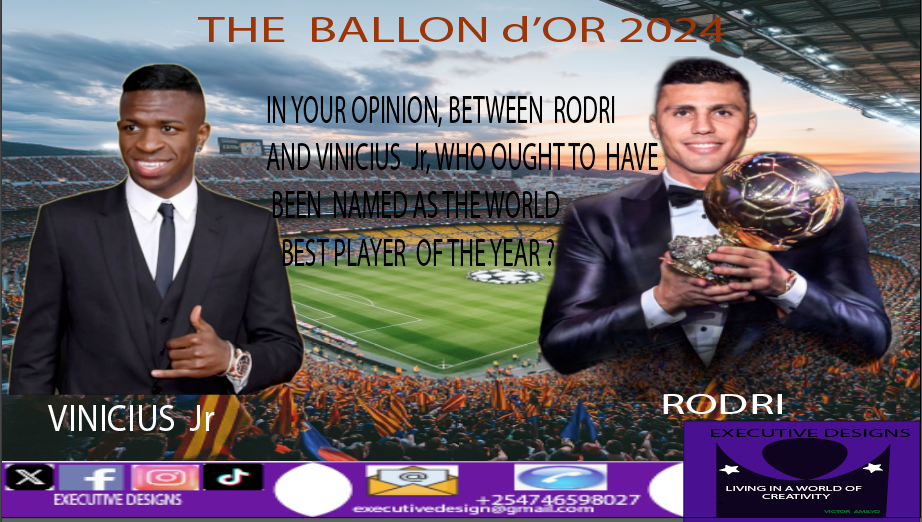 THE BALLON d'OR 2024
IN YOUR OPINION, BETWEEN RODRI
AND VINICIUS Jr, WHO OUGHT TO HAVE
BEEN NAMED AS THE WORLD
BEST PLAYER OF THE YEAR ?
VINICIUS Jr
RODRI
EXECUTIVE DESIGNS
+254746598027
executivedesign@gmail.com
EXECUTIVE DESIGNS
LIVING IN A WORLD OF
CREATIVITY
VICTOR AMAYO